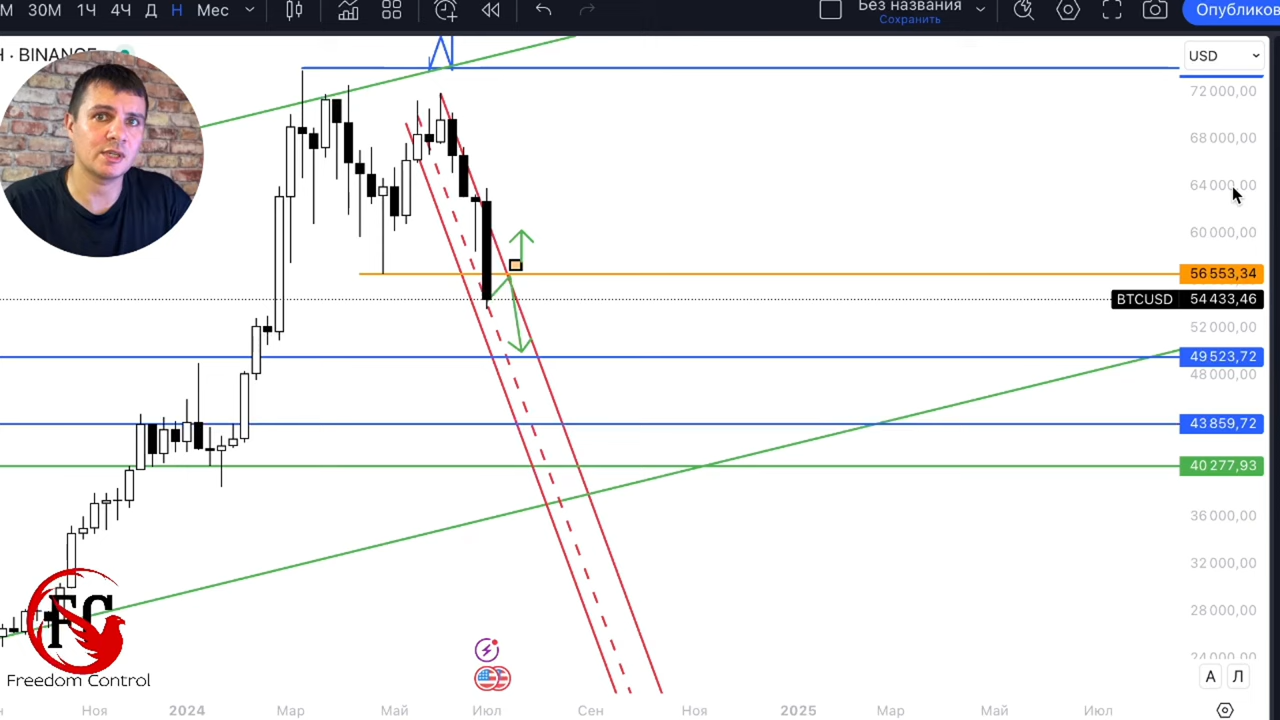 М 30М 1Ч 4Ч Д Н Мес Без названия Опубликов
Сохранить
Н · BINANCE
USD
72 000,00
68 000,00
64 000,00
60 000,00
56 553,34
BTCUSD 54 433,46
52 000,00
49 523,72
48 000,00
43 859,72
40 277,93
36 000,00
32 000,00
28 000,00
24 000,00
FC
Freedom Control
А Л
Ноя 2024 Мар Май Июл Сен Ноя 2025 Мар Май Июл